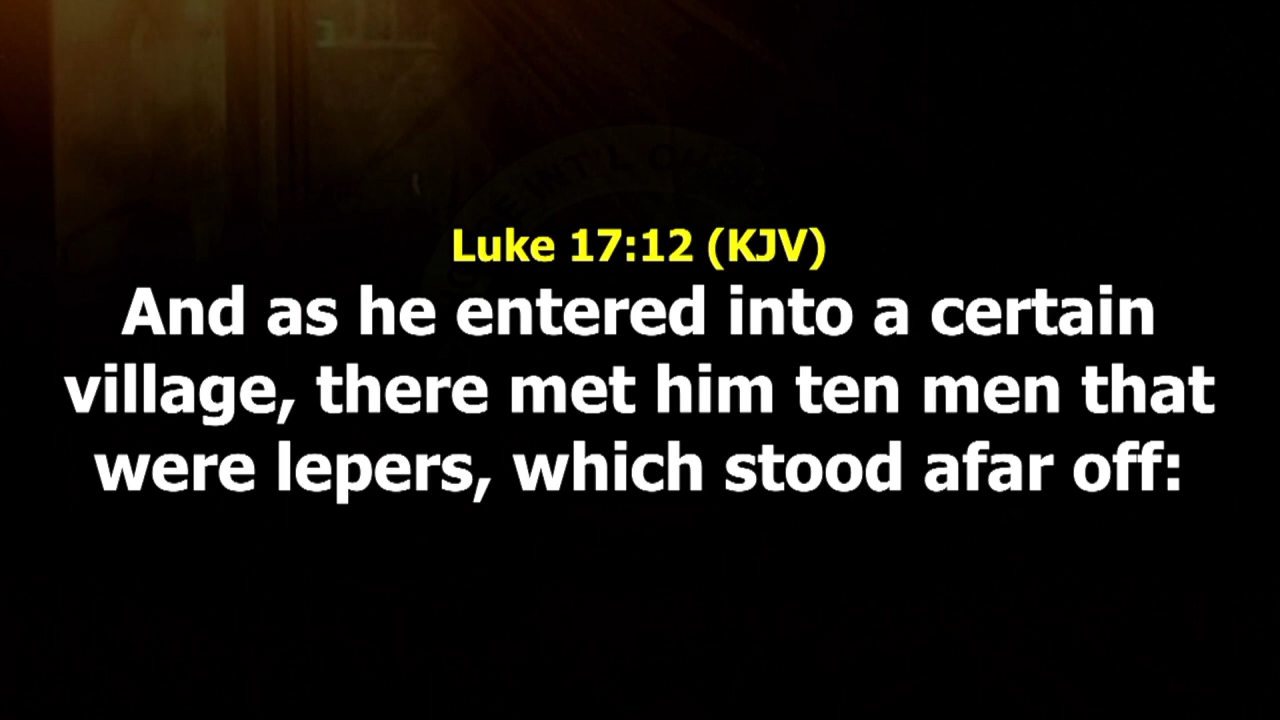 Luke 17:12 (KJV)
And as he entered into a certain
village, there met him ten men that
were lepers, which stood afar off: